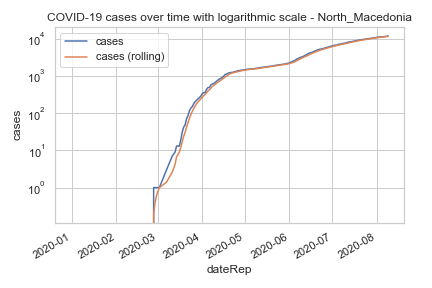 COVID-19 cases over time with logarithmic scale - North_Macedonia
cases
cases (rolling)
10⁴
10³
10²
10¹
10⁰
cases
2020-01
2020-02
2020-03
2020-04
2020-05
2020-06
2020-07
2020-08
dateRep